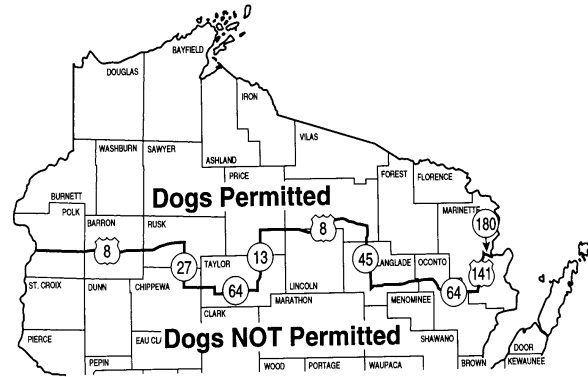 BAYFIELD
DOUGLAS
IRON
VILAS
WASHBURN
SAWYER
ASHLAND
PRICE
FOREST
FLORENCE
BURNETT
POLK
Dogs Permitted
MARINETTE
180
BARRON
RUSK
8
8
27
TAYLOR
13
45
LANGLADE
OCONTO
141
ST. CROIX
DUNN
CHIPPEWA
64
LINCOLN
MARATHON
MENOMINEE
64
CLARK
PIERCE
EAU CL
Dogs NOT Permitted
SHAWANO
DOOR
PEPIN
WOOD
PORTAGE
WAUPACA
BROWN
KEWAUNEE